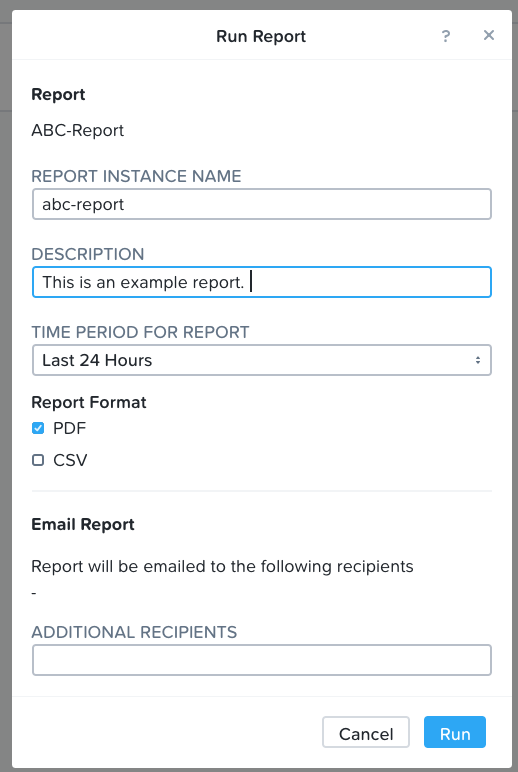 Run Report ? ×
Report
ABC-Report
REPORT INSTANCE NAME
abc-report
DESCRIPTION
This is an example report.
TIME PERIOD FOR REPORT
Last 24 Hours
Report Format
PDF
CSV
Email Report
Report will be emailed to the following recipients
-
ADDITIONAL RECIPIENTS
Cancel Run